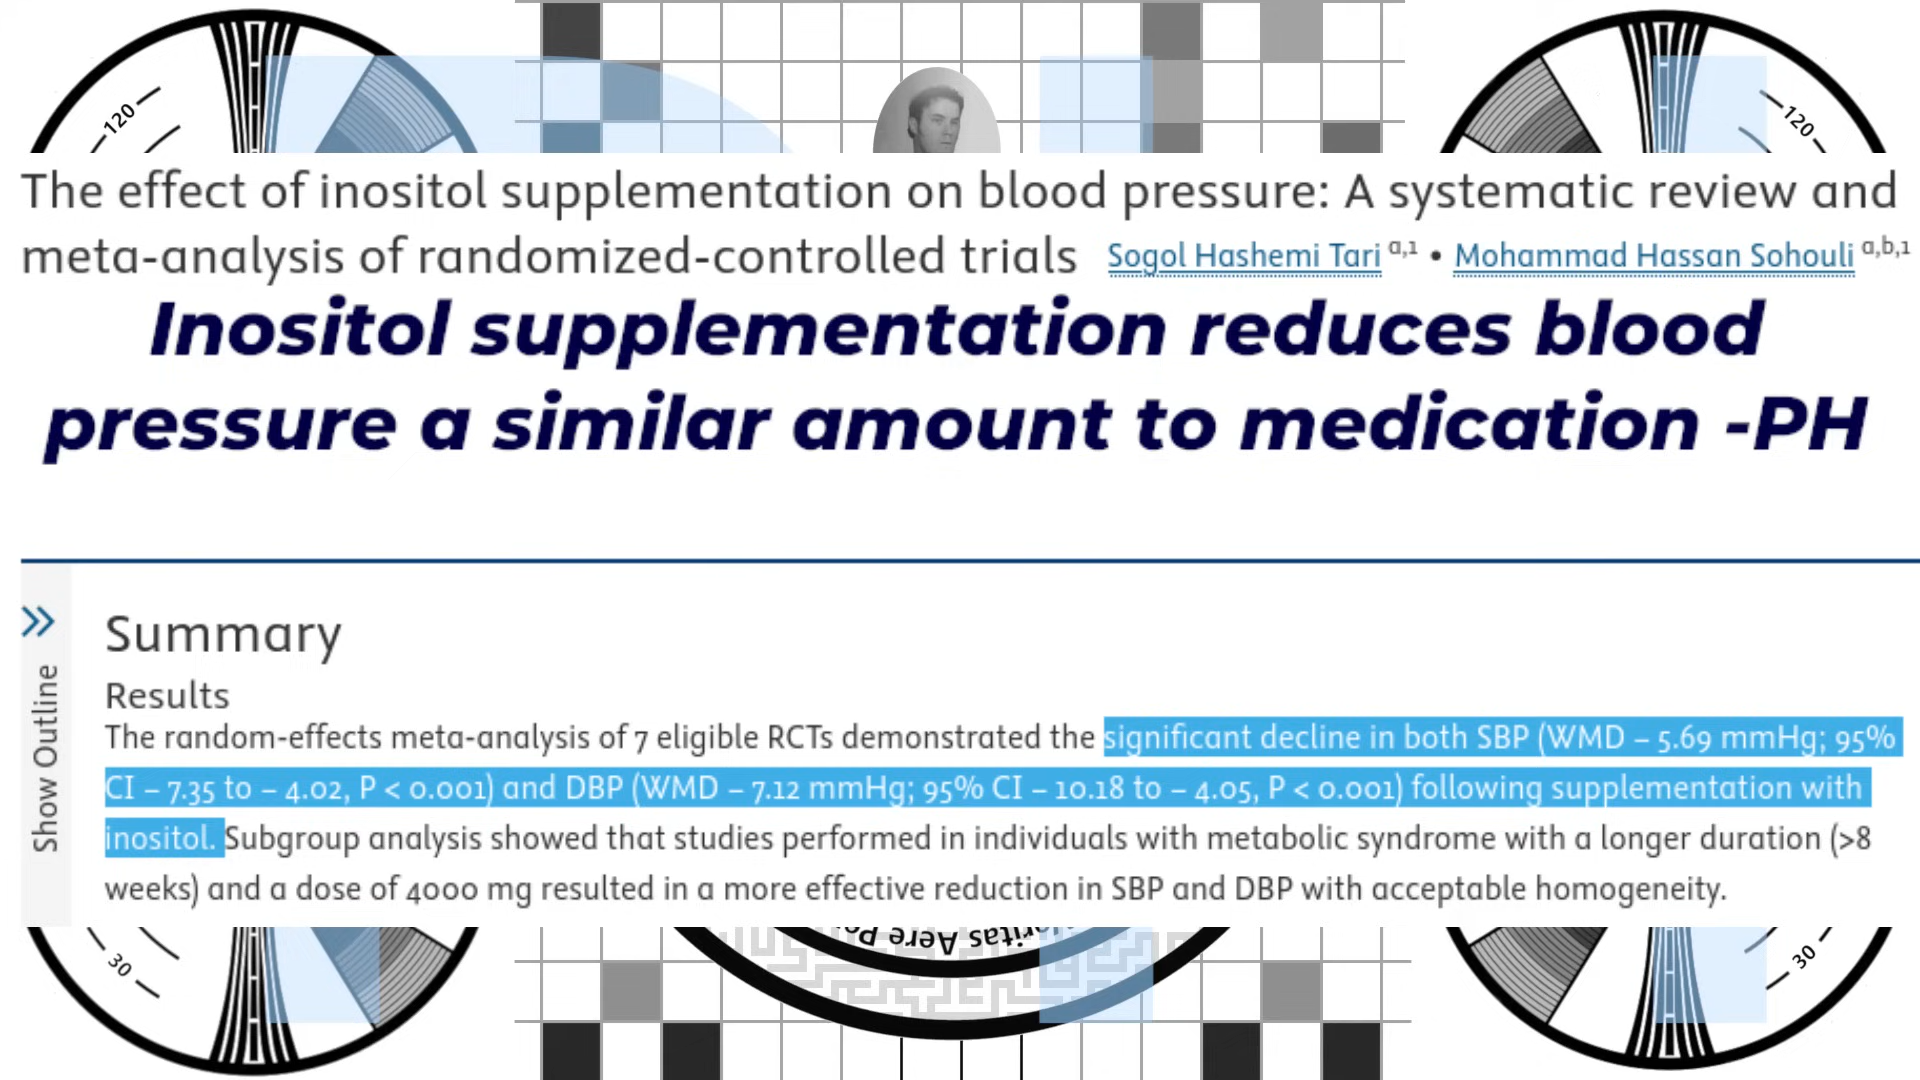 120
120
The effect of inositol supplementation on blood pressure: A systematic review and
meta-analysis of randomized-controlled trials Sogol Hashemi Tari a,1 • Mohammad Hassan Sohouli a,b,1
Inositol supplementation reduces blood
pressure a similar amount to medication -PH
»
Show Outline
Summary
Results
The random-effects meta-analysis of 7 eligible RCTs demonstrated the significant decline in both SBP (WMD – 5.69 mmHg; 95%
CI – 7.35 to – 4.02, P < 0.001) and DBP (WMD – 7.12 mmHg; 95% CI – 10.18 to – 4.05, P < 0.001) following supplementation with
inositol. Subgroup analysis showed that studies performed in individuals with metabolic syndrome with a longer duration (>8
weeks) and a dose of 4000 mg resulted in a more effective reduction in SBP and DBP with acceptable homogeneity.
Aere
30
30